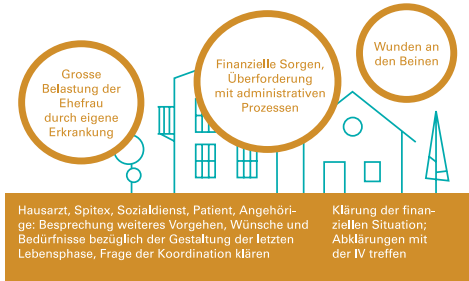 Grosse
Belastung der
Ehefrau
durch eigene
Erkrankung
Finanzielle Sorgen,
Überforderung
mit administrativen
Prozessen
Wunden an
den Beinen
Hausarzt, Spitex, Sozialdienst, Patient, Angehöri-
ge: Besprechung weiteres Vorgehen, Wünsche und
Bedürfnisse bezüglich der Gestaltung der letzten
Lebensphase, Frage der Koordination klären
Klärung der finan-
ziellen Situation;
Abklärungen mit
der IV treffen